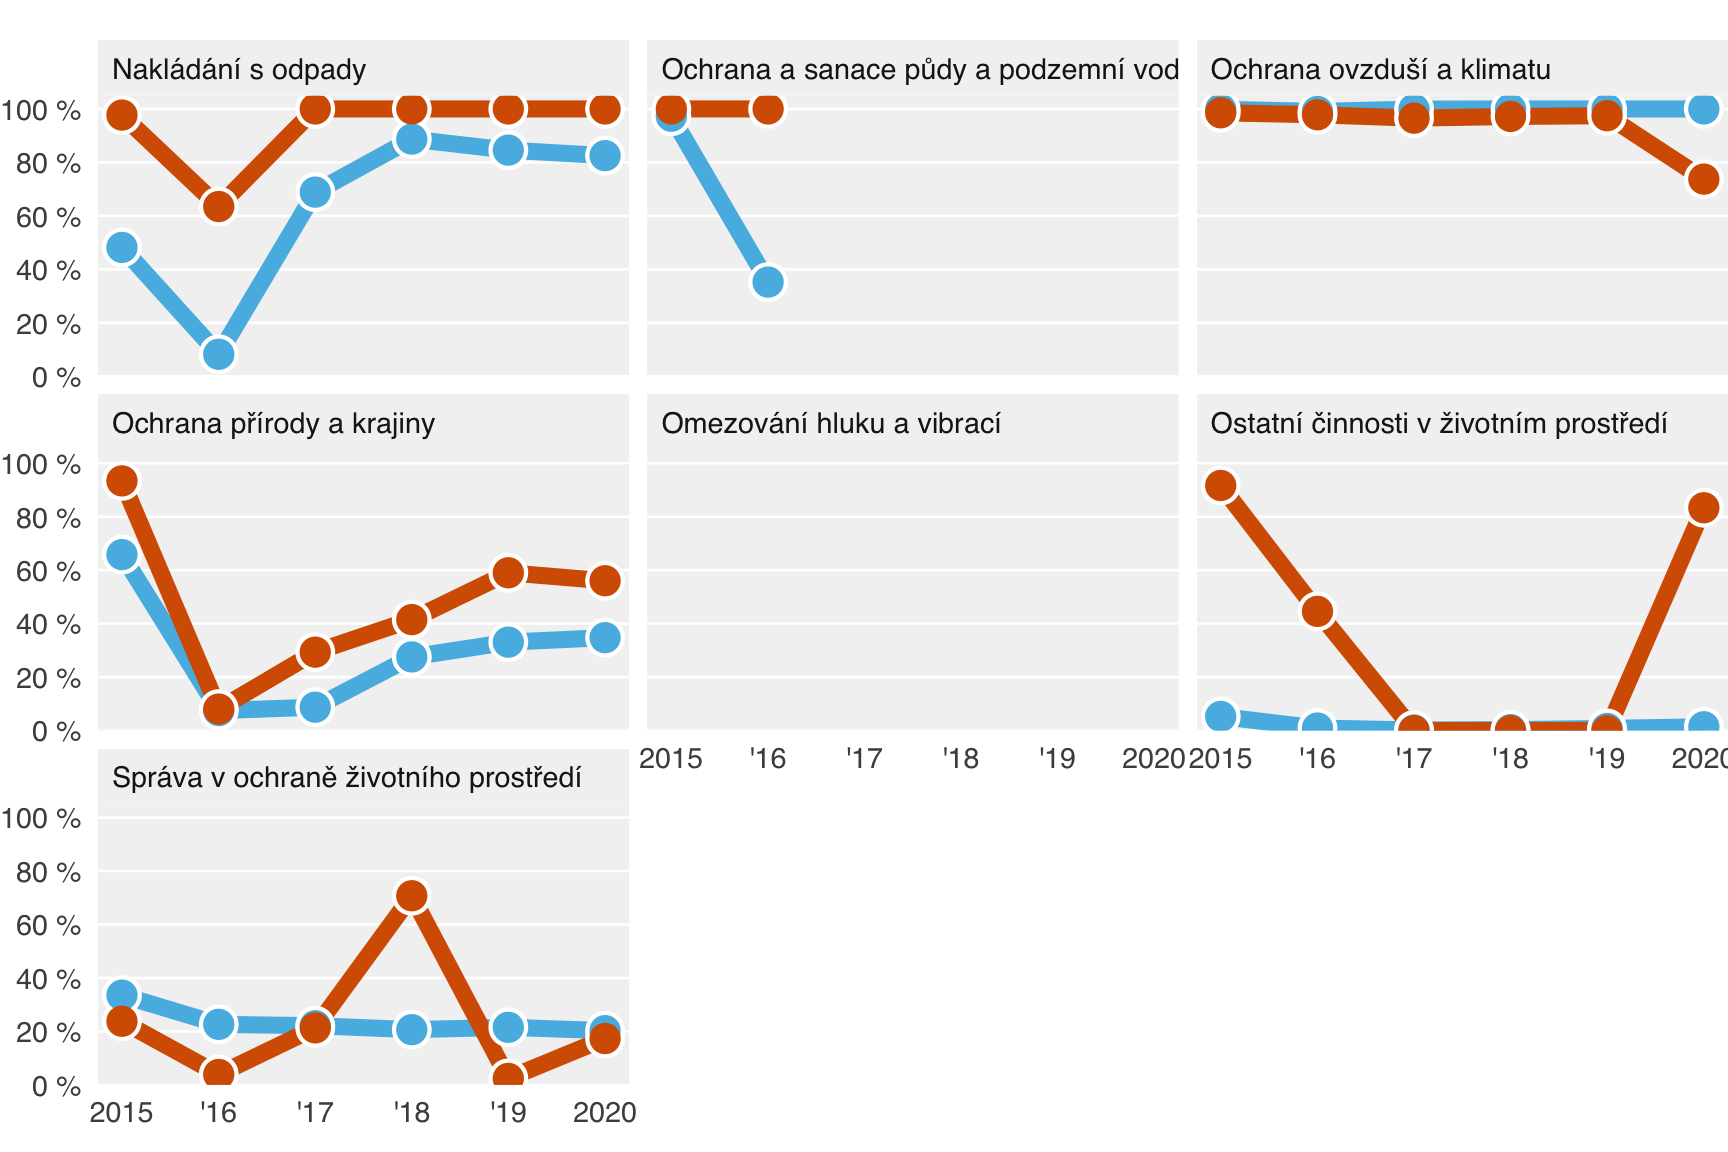 Nakládání s odpady
Ochrana a sanace půdy a podzemní vod
Ochrana ovzduší a klimatu
100 %
80 %
60 %
40 %
20 %
0 %
Ochrana přírody a krajiny
Omezování hluku a vibrací
Ostatní činnosti v životním prostředí
100 %
80 %
60 %
40 %
20 %
0 %
2015 '16 '17 '18 '19 2020
2015 '16 '17 '18 '19 2020
Správa v ochraně životního prostředí
100 %
80 %
60 %
40 %
20 %
0 %
2015 '16 '17 '18 '19 2020